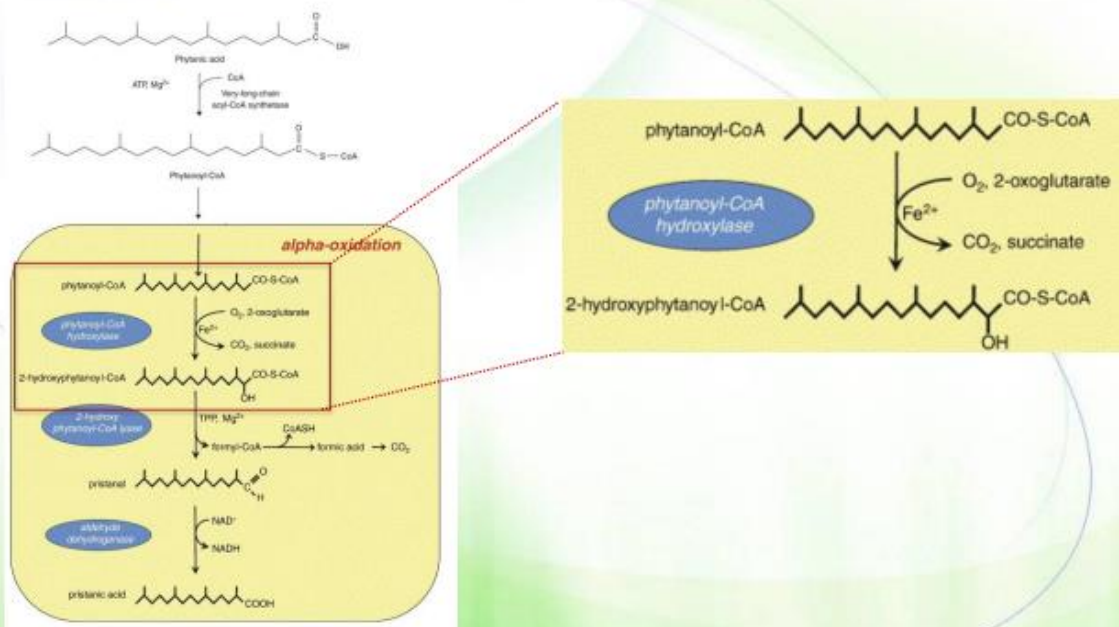 O
C
OH
Phytanic acid
ATP, Mg²⁺
CoA
Very-long-chain
acyl-CoA synthetase
O
C
S
CoA
Phytanoyl-CoA
alpha-oxidation
phytanoyl-CoA
CO-S-CoA
phytanoyl-CoA
hydroxylase
O₂, 2-oxoglutarate
Fe²⁺
CO₂, succinate
2-hydroxyphytanoyl-CoA
CO-S-CoA
OH
2-hydroxy
phytanoyl-CoA lyase
TPP, Mg²⁺
CoASH
formyl-CoA
formic acid
CO₂
pristanal
C
O
H
aldehyde
dehydrogenase
NAD⁺
NADH
pristanic acid
COOH
phytanoyl-CoA
CO-S-CoA
phytanoyl-CoA
hydroxylase
O₂, 2-oxoglutarate
Fe²⁺
CO₂, succinate
2-hydroxyphytanoyl-CoA
CO-S-CoA
OH